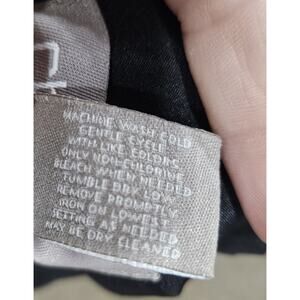 MACHINE WASH COLD
GENTLE CYCLE
WITH LIKE COLORS
ONLY NON-CHLORINE
BLEACH WHEN NEEDED
TUMBLE DRY LOW
REMOVE PROMPTLY
IRON ON LOWEST
SETTING AS NEEDED
MAY BE DRY CLEANED